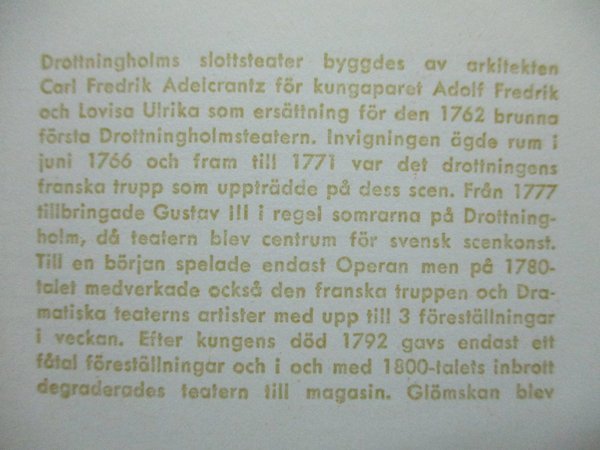 Drottningholms slottsteater byggdes av arkitekten
Carl Fredrik Adelcrantz för kungaparet Adolf Fredrik
och Lovisa Ulrika som ersättning för den 1762 brunna
första Drottningholmsteatern. Invigningen ägde rum i
juni 1766 och fram till 1771 var det drottningens
franska trupp som uppträdde på dess scen. Från 1777
tillbringade Gustav III i regel somrarna på Drottning-
holm, då teatern blev centrum för svensk scenkonst.
Till en början spelade endast Operan men på 1780-
talet medverkade också den franska truppen och Dra-
matiska teaterns artister med upp till 3 föreställningar
i veckan. Efter kungens död 1792 gavs endast ett
fåtal föreställningar och i och med 1800-talets inbrott
degraderades teatern till magasin. Glömskan blev